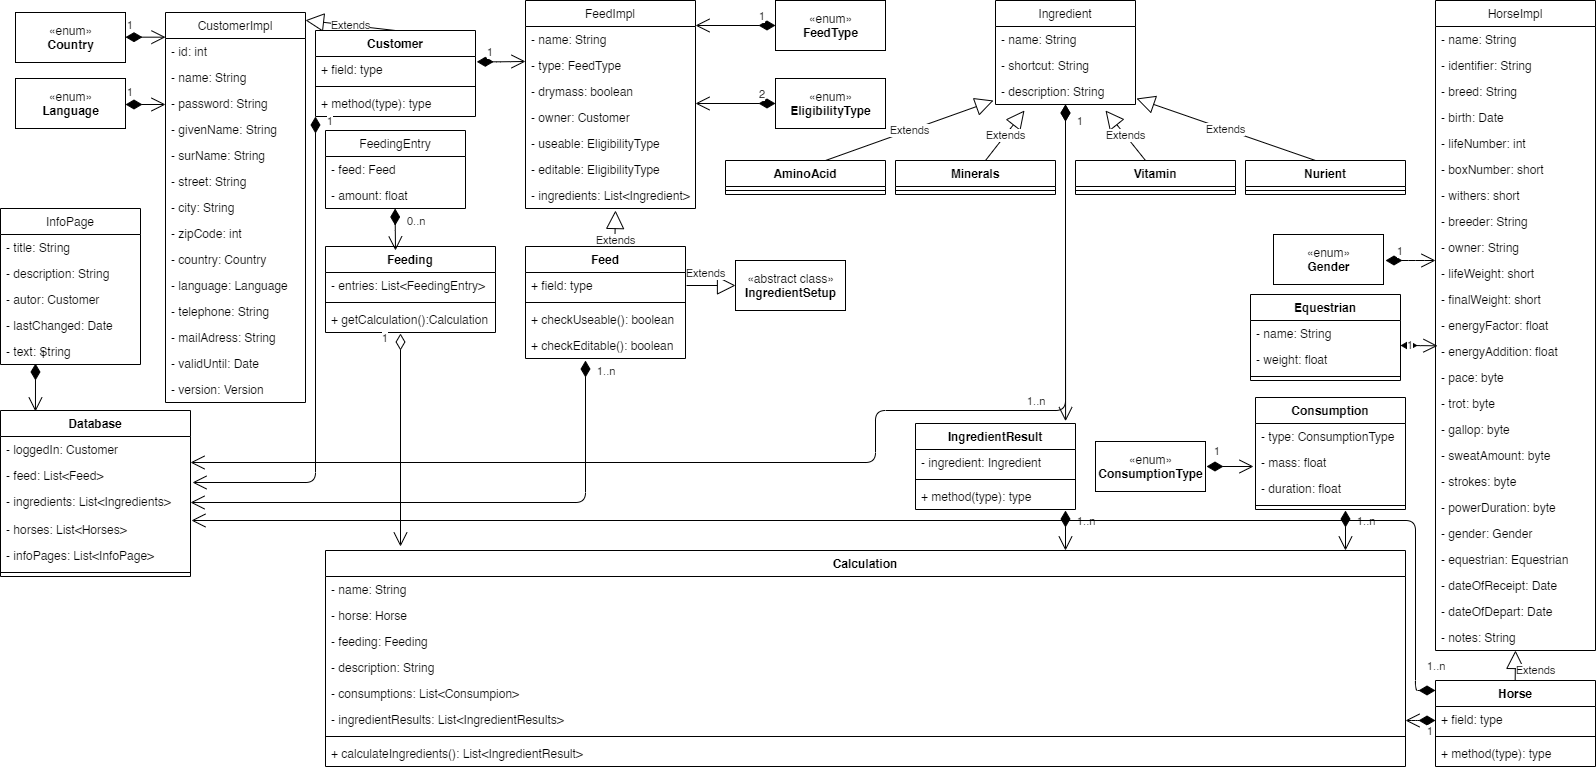 «enum»
Country
1
«enum»
Language
1
CustomerImpl
- id: int
- name: String
- password: String
- givenName: String
- surName: String
- street: String
- city: String
- zipCode: int
- country: Country
- language: Language
- telephone: String
- mailAdress: String
- validUntil: Date
- version: Version
Extends
Customer
+ field: type
+ method(type): type
1
1
FeedingEntry
- feed: Feed
- amount: float
0..n
Feeding
- entries: List<FeedingEntry>
+ getCalculation():Calculation
1
InfoPage
- title: String
- description: String
- autor: Customer
- lastChanged: Date
- text: $tring
Database
- loggedIn: Customer
- feed: List<Feed>
- ingredients: List<Ingredients>
- horses: List<Horses>
- infoPages: List<InfoPage>
FeedImpl
- name: String
- type: FeedType
- drymass: boolean
- owner: Customer
- useable: EligibilityType
- editable: EligibilityType
- ingredients: List<Ingredient>
Extends
Feed
+ field: type
+ checkUseable(): boolean
+ checkEditable(): boolean
1..n
Extends
«abstract class»
IngredientSetup
1
«enum»
FeedType
2
«enum»
EligibilityType
Ingredient
- name: String
- shortcut: String
- description: String
1
Extends
Extends
Extends
Extends
AminoAcid
Minerals
Vitamin
Nurient
1..n
IngredientResult
- ingredient: Ingredient
+ method(type): type
1..n
«enum»
ConsumptionType
1
Consumption
- type: ConsumptionType
- mass: float
- duration: float
1..n
«enum»
Gender
1
Equestrian
- name: String
- weight: float
1
HorseImpl
- name: String
- identifier: String
- breed: String
- birth: Date
- lifeNumber: int
- boxNumber: short
- withers: short
- breeder: String
- owner: String
- lifeWeight: short
- finalWeight: short
- energyFactor: float
- energyAddition: float
- pace: byte
- trot: byte
- gallop: byte
- sweatAmount: byte
- strokes: byte
- powerDuration: byte
- gender: Gender
- equestrian: Equestrian
- dateOfReceipt: Date
- dateOfDepart: Date
- notes: String
Extends
1..n
Horse
+ field: type
+ method(type): type
1
Calculation
- name: String
- horse: Horse
- feeding: Feeding
- description: String
- consumptions: List<Consumpion>
- ingredientResults: List<IngredientResults>
+ calculateIngredients(): List<IngredientResult>